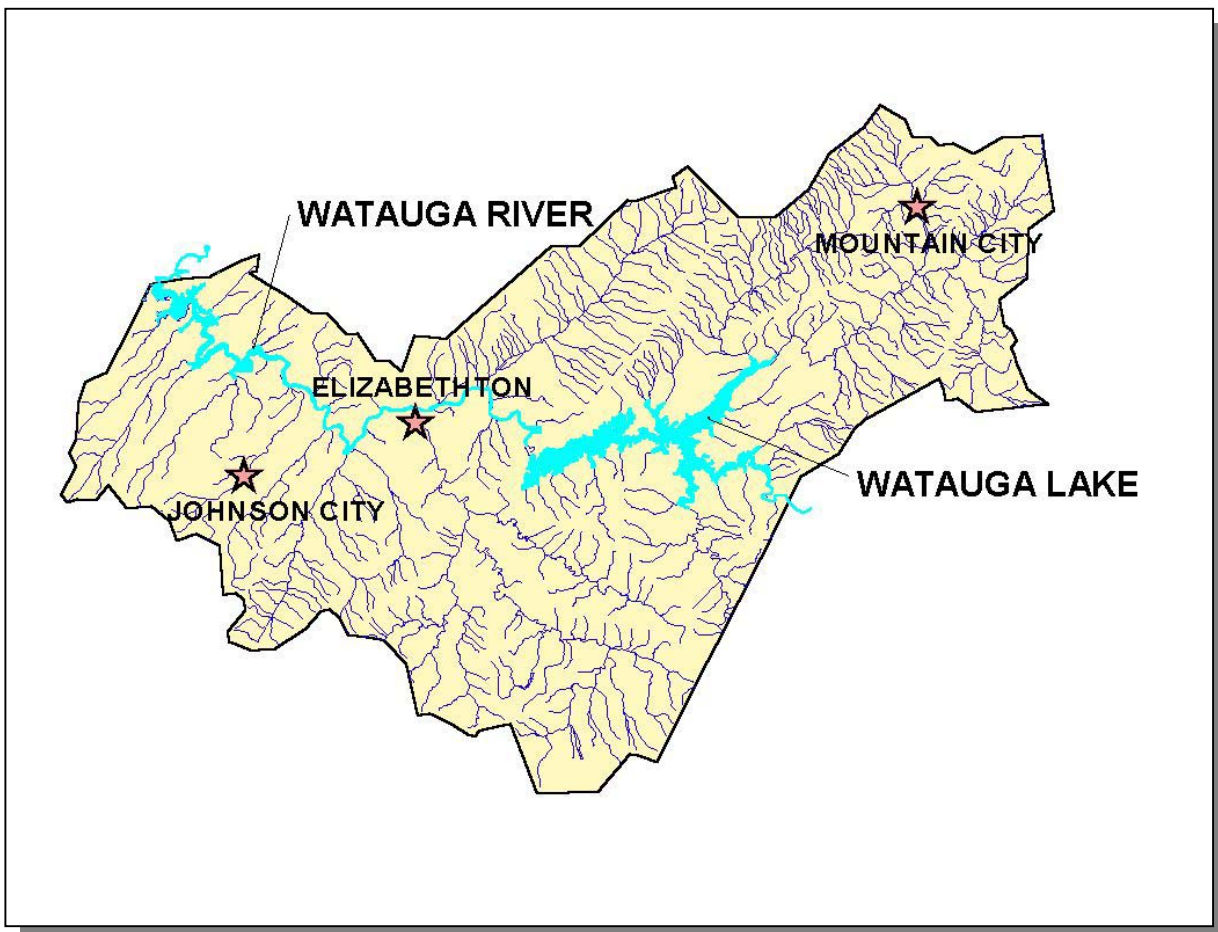 WATAUGA RIVER
MOUNTAIN CITY
ELIZABETHTON
WATAUGA LAKE
JOHNSON CITY